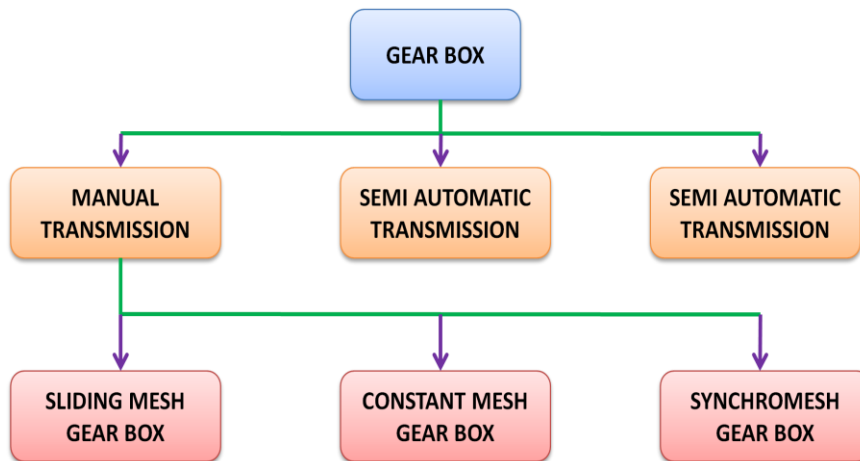 GEAR BOX
MANUAL
TRANSMISSION
SEMI AUTOMATIC
TRANSMISSION
SEMI AUTOMATIC
TRANSMISSION
SLIDING MESH
GEAR BOX
CONSTANT MESH
GEAR BOX
SYNCHROMESH
GEAR BOX